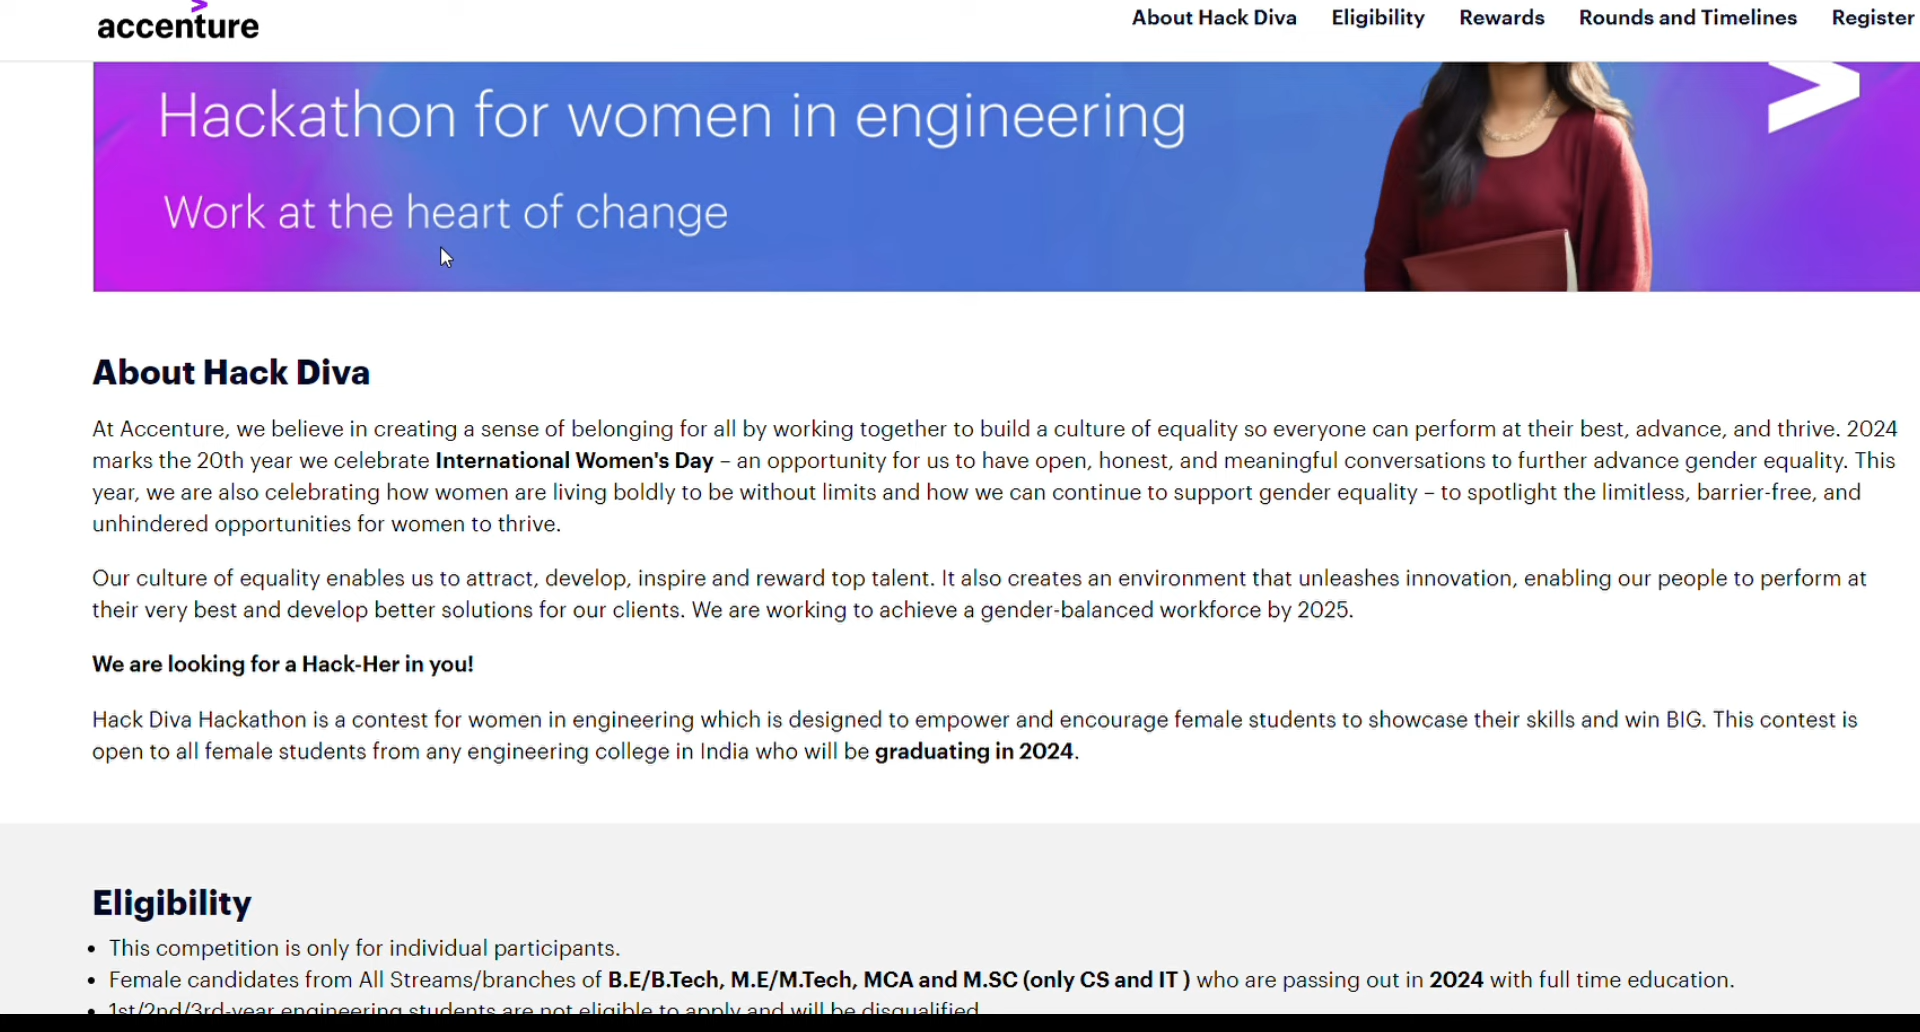 accenture
About Hack Diva Eligibility Rewards Rounds and Timelines Register
Hackathon for women in engineering
Work at the heart of change
About Hack Diva
At Accenture, we believe in creating a sense of belonging for all by working together to build a culture of equality so everyone can perform at their best, advance, and thrive. 2024
marks the 20th year we celebrate International Women's Day – an opportunity for us to have open, honest, and meaningful conversations to further advance gender equality. This
year, we are also celebrating how women are living boldly to be without limits and how we can continue to support gender equality – to spotlight the limitless, barrier-free, and
unhindered opportunities for women to thrive.
Our culture of equality enables us to attract, develop, inspire and reward top talent. It also creates an environment that unleashes innovation, enabling our people to perform at
their very best and develop better solutions for our clients. We are working to achieve a gender-balanced workforce by 2025.
We are looking for a Hack-Her in you!
Hack Diva Hackathon is a contest for women in engineering which is designed to empower and encourage female students to showcase their skills and win BIG. This contest is
open to all female students from any engineering college in India who will be graduating in 2024.
Eligibility
• This competition is only for individual participants.
• Female candidates from All Streams/branches of B.E/B.Tech, M.E/M.Tech, MCA and M.SC (only CS and IT ) who are passing out in 2024 with full time education.
• 1st/2nd/3rd-year engineering students are not eligible to apply and will be disqualified